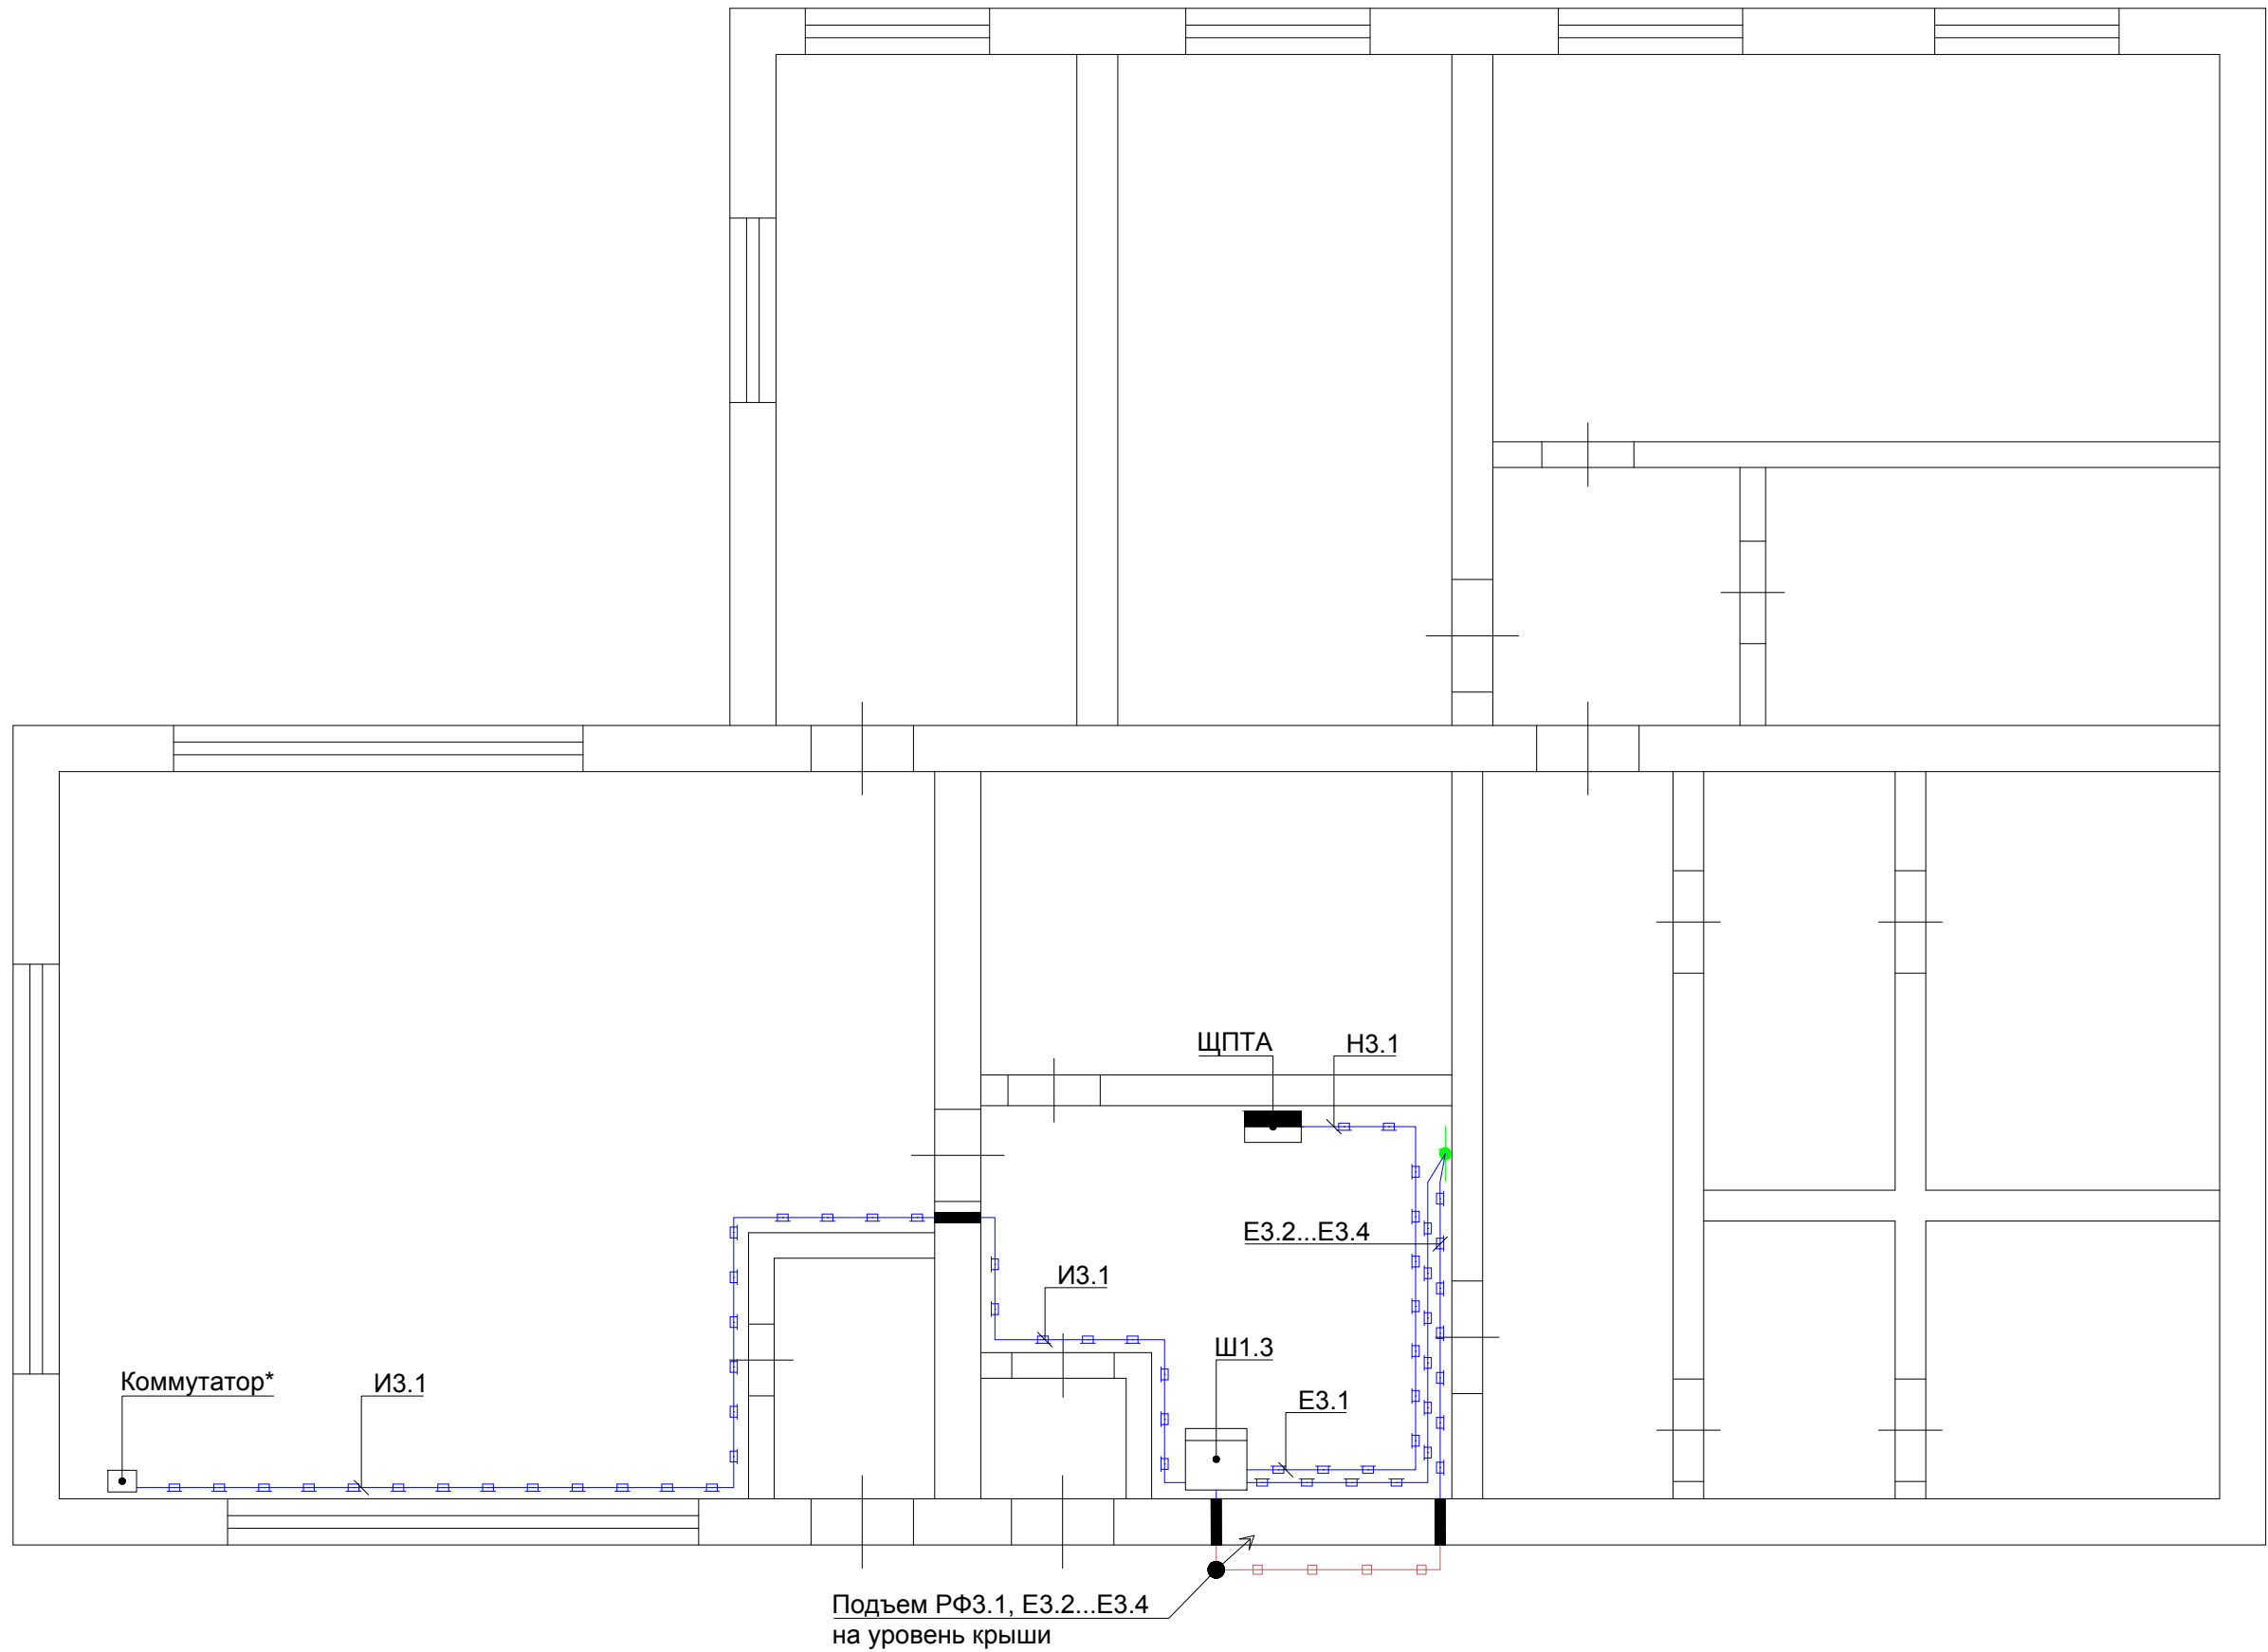 ЩПТА
Н3.1
Е3.2...Е3.4
И3.1
Ш1.3
Коммутатор*
И3.1
Е3.1
Подъем РФ3.1, Е3.2...Е3.4
на уровень крыши